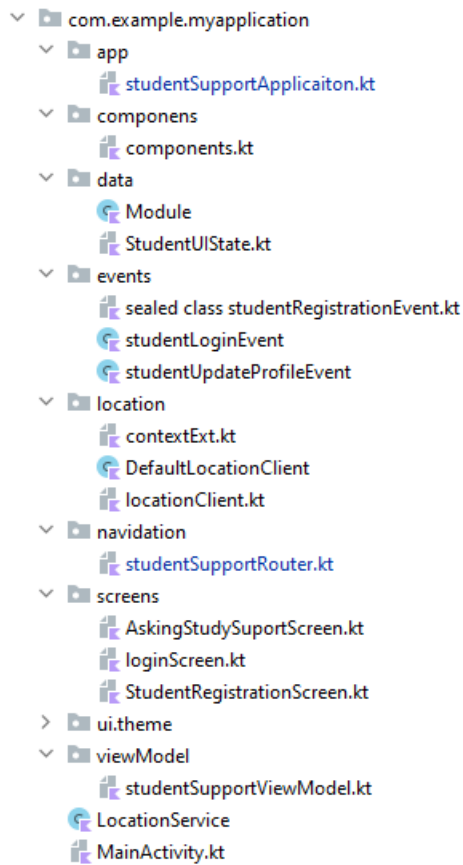 com.example.myapplication
app
studentSupportApplicaiton.kt
componens
components.kt
data
Module
StudentUIState.kt
events
sealed class studentRegistrationEvent.kt
studentLoginEvent
studentUpdateProfileEvent
location
contextExt.kt
DefaultLocationClient
locationClient.kt
navidation
studentSupportRouter.kt
screens
AskingStudySuportScreen.kt
loginScreen.kt
StudentRegistrationScreen.kt
ui.theme
viewModel
studentSupportViewModel.kt
LocationService
MainActivity.kt